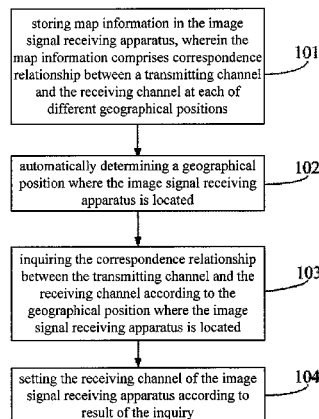 storing map information in the image
signal receiving apparatus, wherein the
map information comprises correspondence
relationship between a transmitting channel
and the receiving channel at each of
different geographical positions
101
automatically determining a geographical
position where the image signal receiving
apparatus is located
102
inquiring the correspondence relationship
between the transmitting channel and the
receiving channel according to the
geographical position where the image
signal receiving apparatus is located
103
setting the receiving channel of the image
signal receiving apparatus according to
result of the inquiry
104